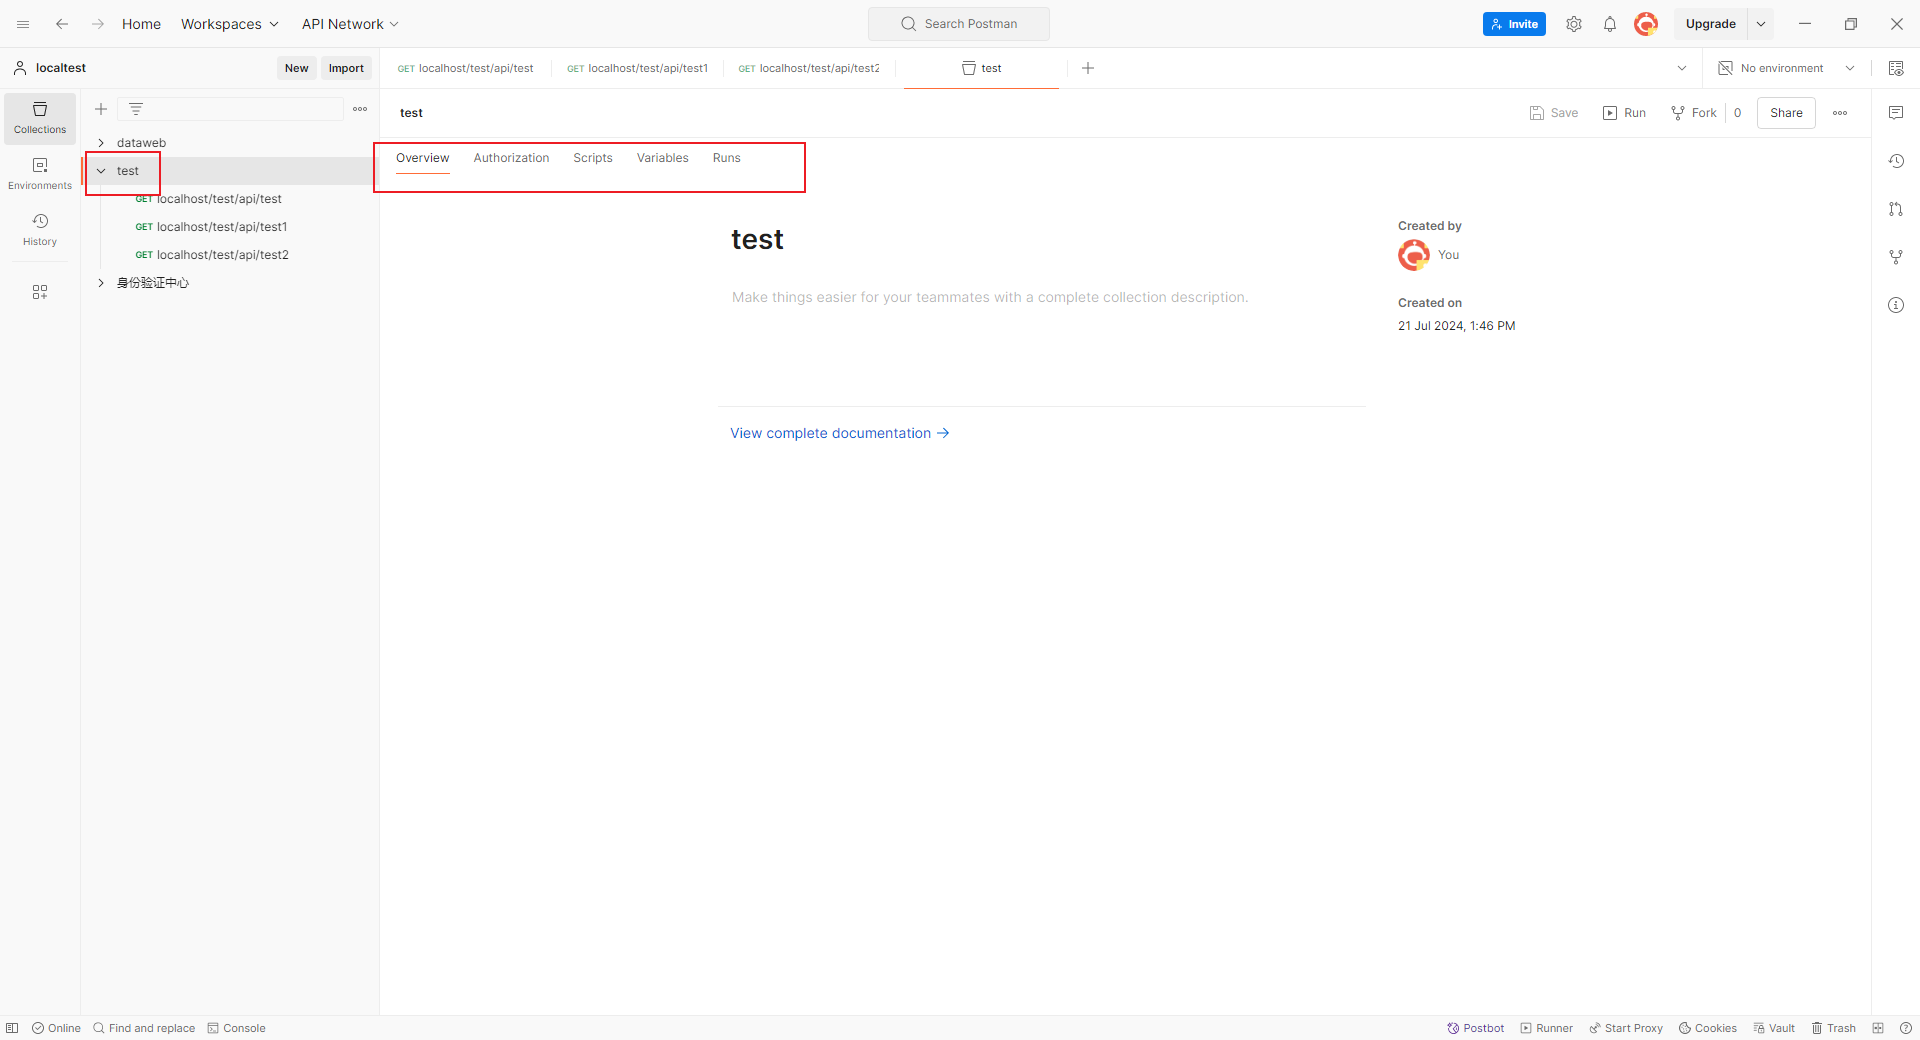 Home Workspaces API Network Search Postman Invite Upgrade
localtest New Import GET localhost/test/api/test GET localhost/test/api/test1 GET localhost/test/api/test2 test No environment
Collections
Environments
History
dataweb
test
GET localhost/test/api/test
GET localhost/test/api/test1
GET localhost/test/api/test2
身份验证中心
test Save Run Fork 0 Share
Overview Authorization Scripts Variables Runs
test
Make things easier for your teammates with a complete collection description.
View complete documentation →
Created by
You
Created on
21 Jul 2024, 1:46 PM
Online Find and replace Console Postbot Runner Start Proxy Cookies Vault Trash